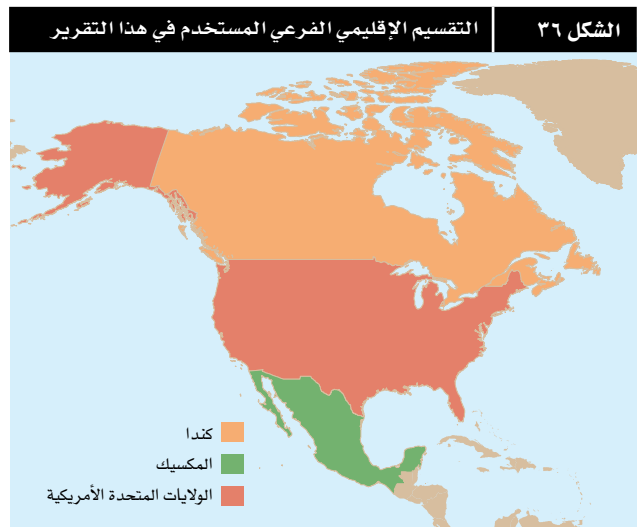 الشكل ٣٦
التقسيم الإقليمي الفرعي المستخدم في هذا التقرير
كندا
المكسيك
الولايات المتحدة الأمريكية